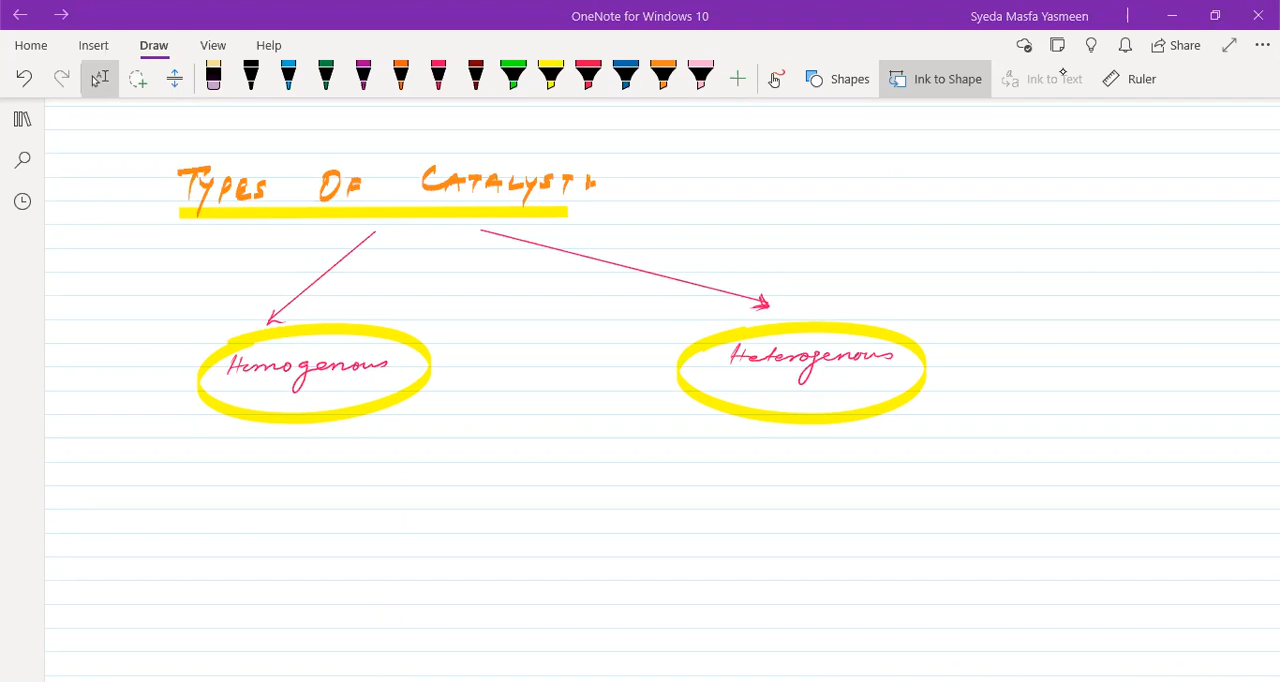 OneNote for Windows 10
Syeda Masfa Yasmeen
Home Insert Draw View Help
Share
Shapes Ink to Shape Ink to Text Ruler
TYPES OF
Homogenous Heterogenous